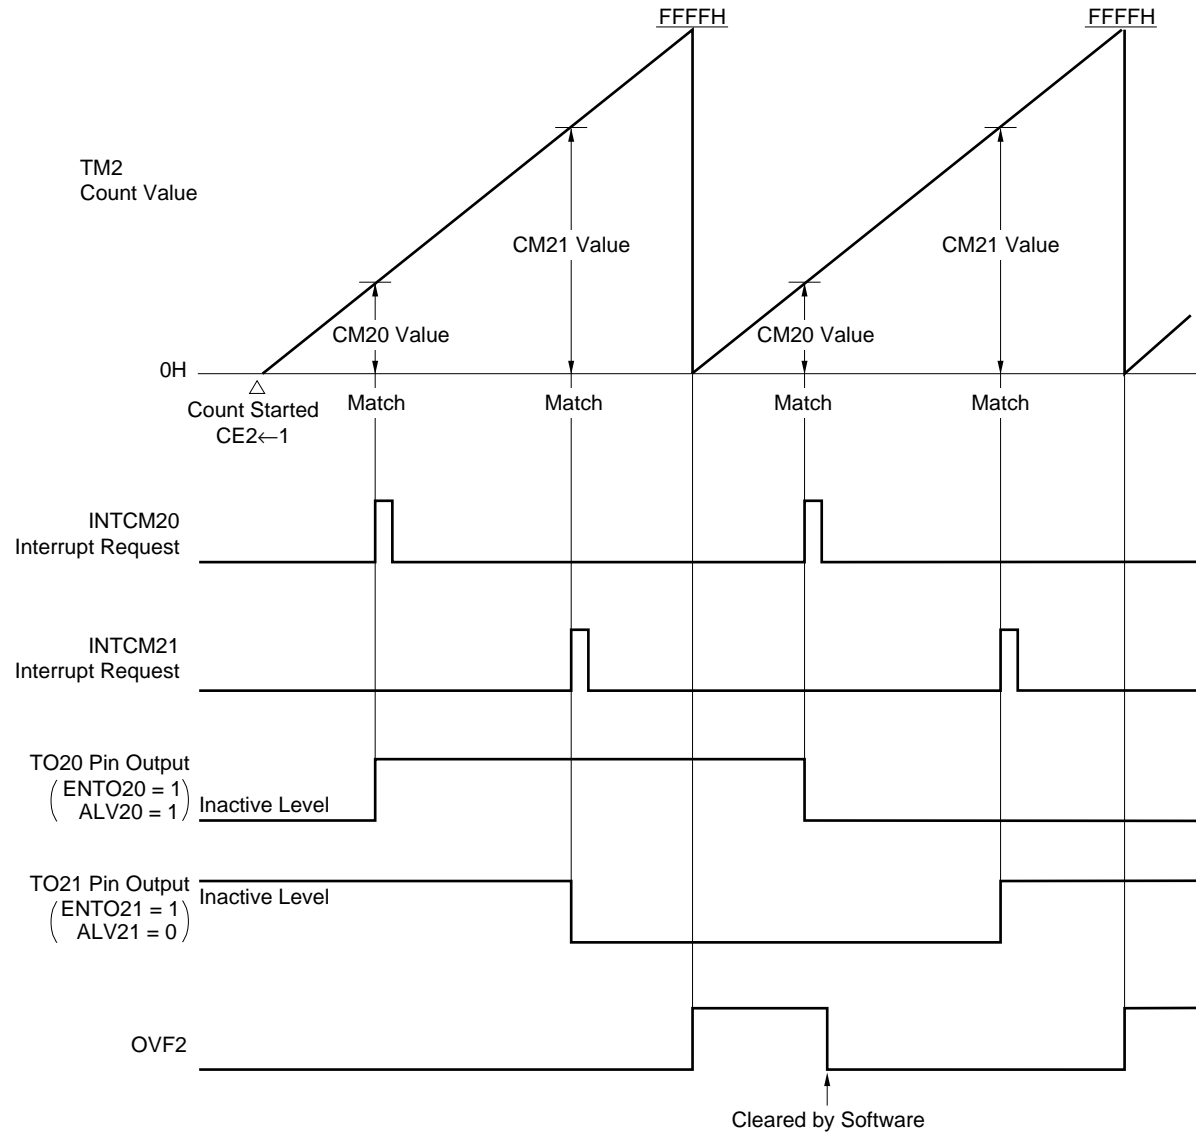 FFFFH
FFFFH
TM2
Count Value
CM21 Value
CM21 Value
CM20 Value
CM20 Value
0H
Count Started
CE2←1
Match
Match
Match
Match
INTCM20
Interrupt Request
INTCM21
Interrupt Request
TO20 Pin Output
ENTO20 = 1
ALV20 = 1
Inactive Level
TO21 Pin Output
ENTO21 = 1
ALV21 = 0
Inactive Level
OVF2
Cleared by Software